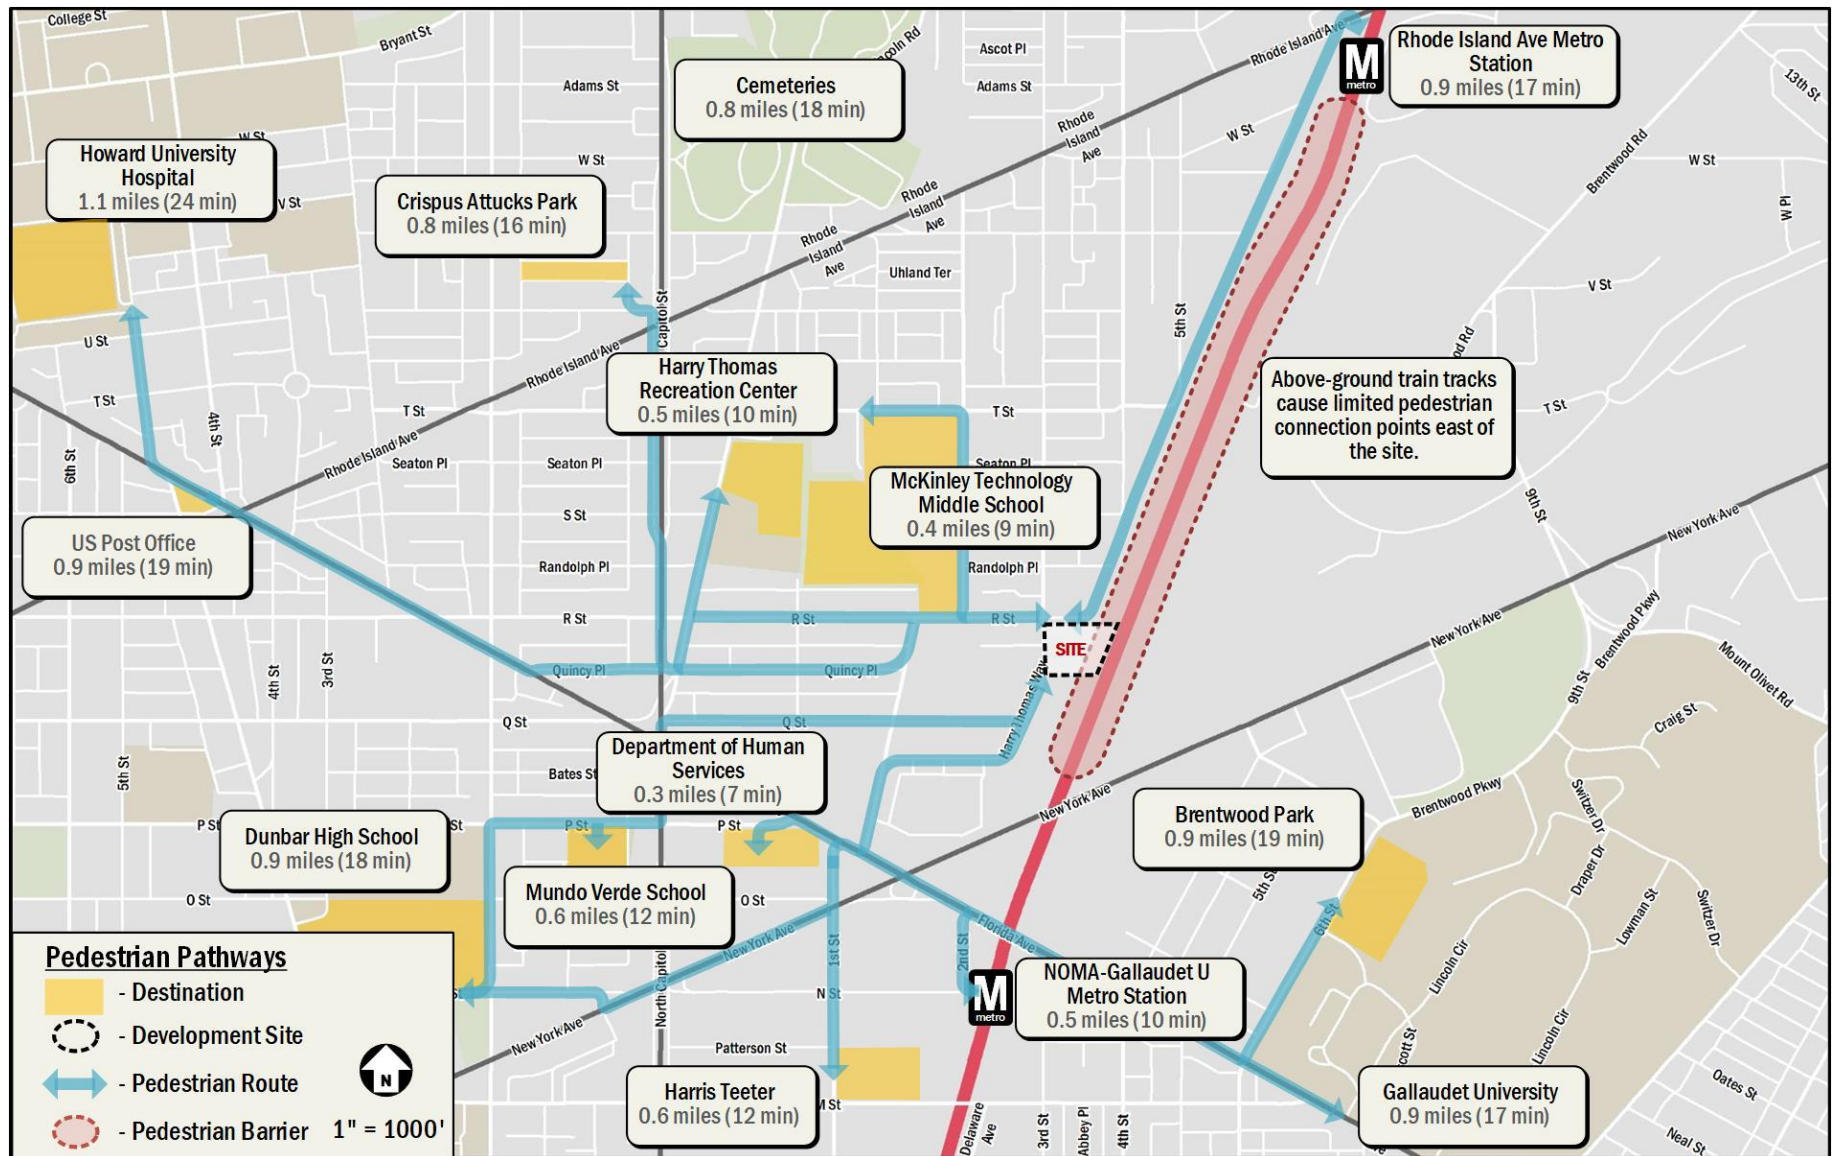 College St
Bryant St
Lincoln Rd
Ascot Pl
Rhode Island Ave
Rhode Island Ave Metro
Station
0.9 miles (17 min)
M
metro
13th St
Adams St
Cemeteries
0.8 miles (18 min)
Adams St
Rhode
Island
Ave
W St
W St
Howard University
Hospital
1.1 miles (24 min)
V St
W St
Brentwood Rd
W St
W Pl
Crispus Attucks Park
0.8 miles (16 min)
Rhode
Island
Ave
Rhode
Island
Ave
Uhland Ter
V St
Capitol St
5th St
U St
Rhode Island Ave
Harry Thomas
Recreation Center
0.5 miles (10 min)
od Rd
Above-ground train tracks
cause limited pedestrian
connection points east of
the site.
T St
4th St
T St
T St
T St
6th St
Rhode Island Ave
Seaton Pl
Seaton Pl
Seaton Pl
McKinley Technology
Middle School
0.4 miles (9 min)
9th St
New York Ave
S St
US Post Office
0.9 miles (19 min)
Randolph Pl
Randolph Pl
R St
R St
R St
SITE
New York Ave
Brentwood Pkwy
4th St
3rd St
Quincy Pl
Quincy Pl
Harry Thomas Way
9th St
Mount Olivet Rd
Q St
Q St
Craig St
5th St
Bates St
Department of Human
Services
0.3 miles (7 min)
New York Ave
Brentwood Pkwy
Switzer Dr
P St
Dunbar High School
0.9 miles (18 min)
St
P St
P St
Brentwood Park
0.9 miles (19 min)
Draper Dr
O St
Mundo Verde School
0.6 miles (12 min)
O St
5th St
6th St
Lowman St
Switzer Dr
New York Ave
1st St
2nd St
Florida Ave
Lincoln Cir
Pedestrian Pathways
- Destination
- Development Site
- Pedestrian Route
- Pedestrian Barrier
N
1" = 1000'
S
North Capitol
N St
M
metro
NOMA-Gallaudet U
Metro Station
0.5 miles (10 min)
New York Ave
Patterson St
cott St
Lincoln Cir
Harris Teeter
0.6 miles (12 min)
M St
Delaware
Ave
3rd St
Abbey Pl
4th St
Gallaudet University
0.9 miles (17 min)
ve
Oates St
Neal St